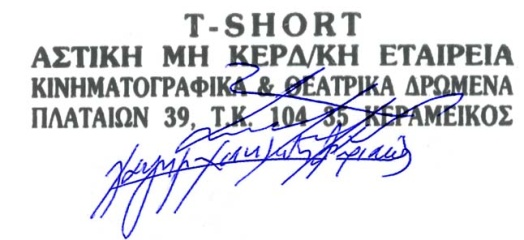 T-SHORT
ΑΣΤΙΚΗ ΜΗ ΚΕΡΔ/ΚΗ ΕΤΑΙΡΕΙΑ
ΚΙΝΗΜΑΤΟΓΡΑΦΙΚΑ & ΘΕΑΤΡΙΚΑ ΔΡΩΜΕΝΑ
ΠΛΑΤΑΙΩΝ 39, Τ.Κ. 104 35 ΚΕΡΑΜΕΙΚΟΣ